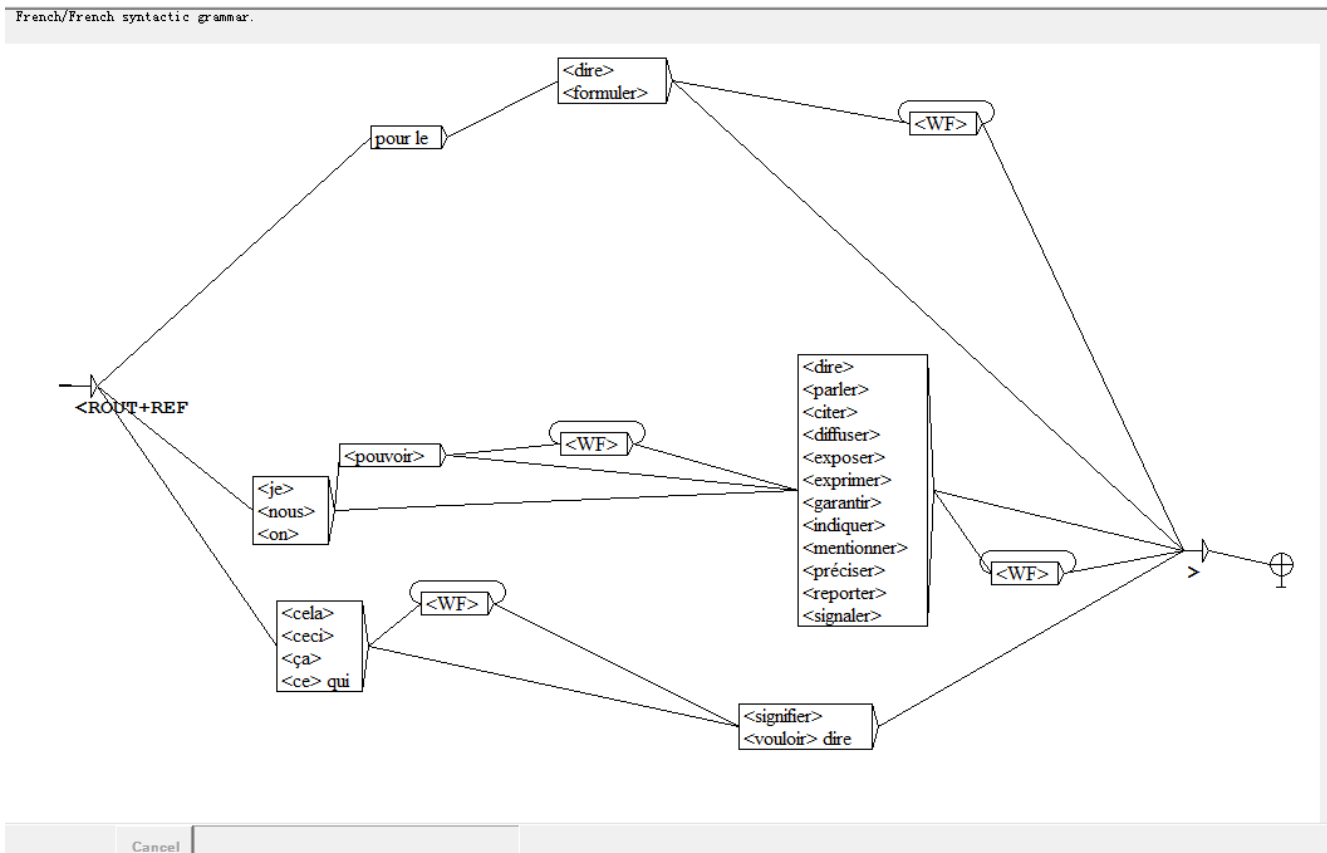 French/French syntactic grammar.
<dire>
<formuler>
<WF>
pour le
<ROUT+REF
<pouvoir>
<WF>
<je>
<nous>
<on>
<dire>
<parler>
<citer>
<diffuser>
<exposer>
<exprimer>
<garantir>
<indiquer>
<mentionner>
<préciser>
<reporter>
<signaler>
<WF>
>
<cela>
<ceci>
<ça>
<ce> qui
<WF>
<signifier>
<vouloir> dire
Cancel